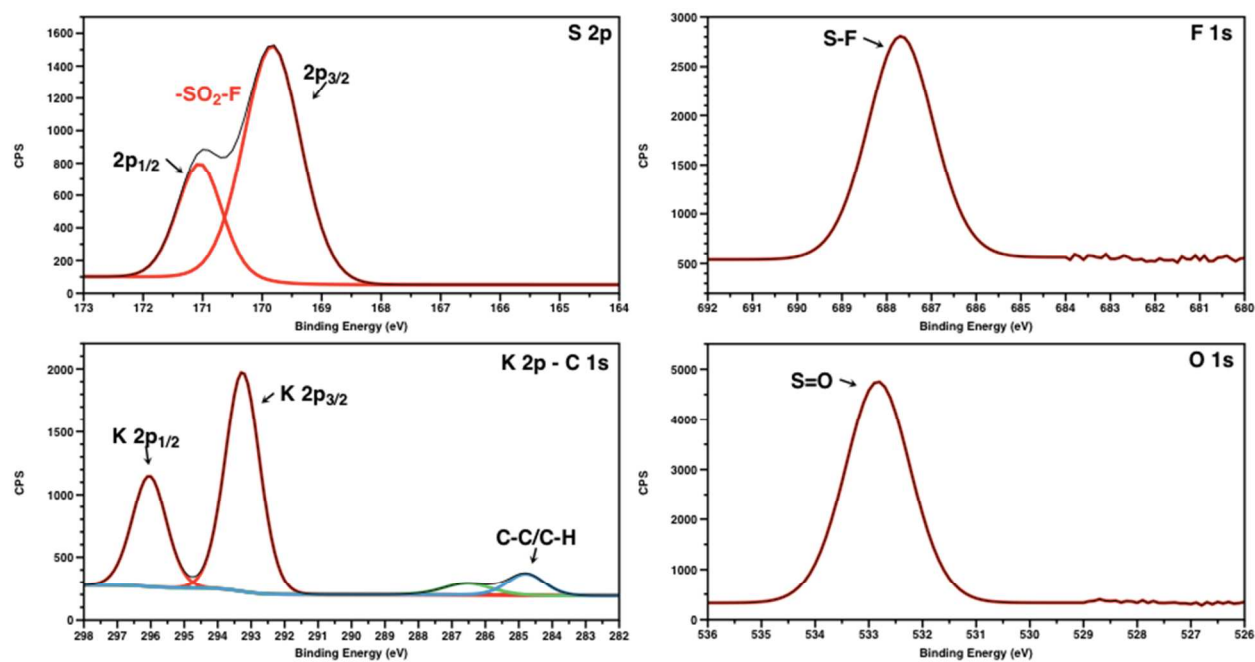 S 2p
2p3/2
-SO2-F
2p1/2
CPS
1600
1400
1200
1000
800
600
400
200
0
173 172 171 170 169 168 167 166 165 164
Binding Energy (eV)
F 1s
S-F
CPS
3000
2500
2000
1500
1000
500
692 691 690 689 688 687 686 685 684 683 682 681 680
Binding Energy (eV)
K 2p - C 1s
K 2p3/2
K 2p1/2
C-C/C-H
CPS
2000
1500
1000
500
0
298 297 296 295 294 293 292 291 290 289 288 287 286 285 284 283 282
Binding Energy (eV)
O 1s
S=O
CPS
5000
4000
3000
2000
1000
0
536 535 534 533 532 531 530 529 528 527 526
Binding Energy (eV)